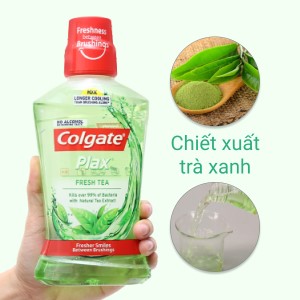 Freshness
Between
Brushings
MAX
LONGER COOLING
NO ALCOHOL
Colgate
Plax
FRESH TEA
Kills over 99% of Bacteria
with Natural Tea Extract
Fresher Smiles
Between Brushings
Chiết xuất
trà xanh